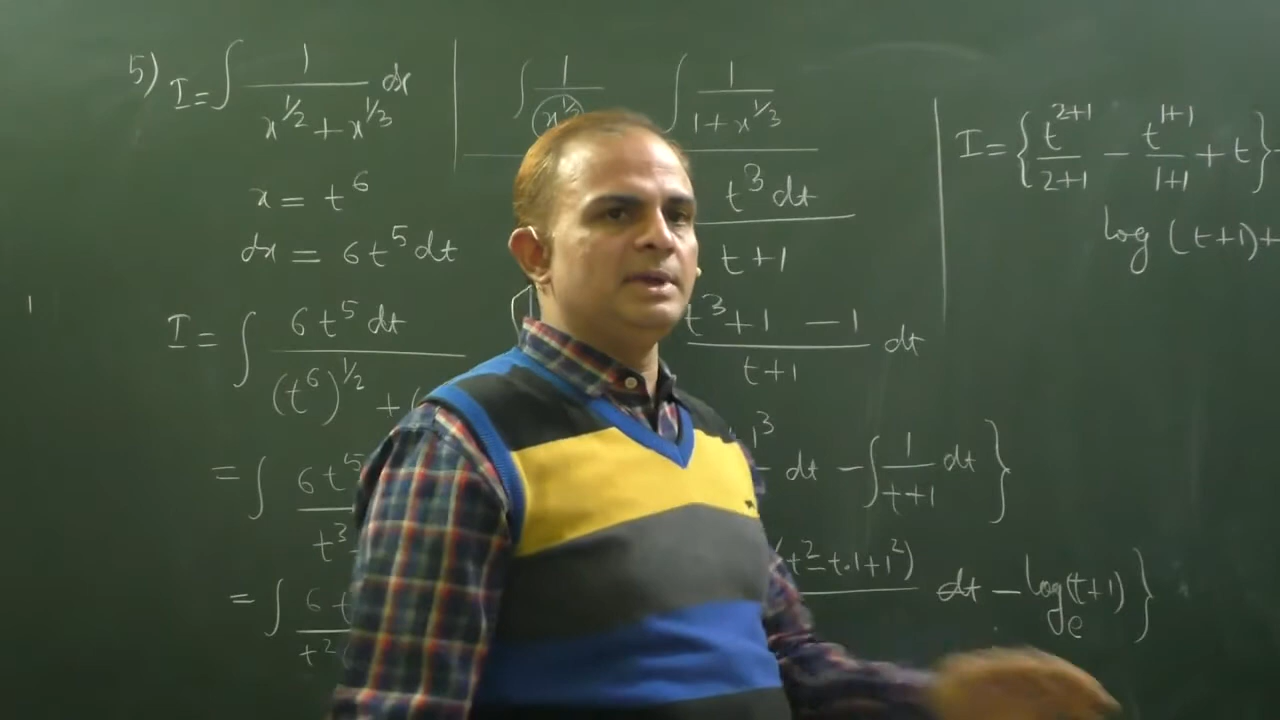 5) I = ∫ 1 / (x^1/2 + x^1/3) dx
x = t^6
dx = 6t^5 dt
I = ∫ 6t^5 dt / (t^6)^1/2 + (
= ∫ 6t^5 / t^3
= ∫ 6t / t^2
∫ 1 / x^1/2 ∫ 1 / 1 + x^1/3
t^3 dt / t+1
t^3+1 −1 / t+1 dt
1^3 dt − ∫ 1 / t+1 dt }
(t^2 − t.1 + 1^2) dt − log_e (t+1) }
I = { t^2+1 / 2+1 − t^1+1 / 1+1 + t } −
log (t+1) +